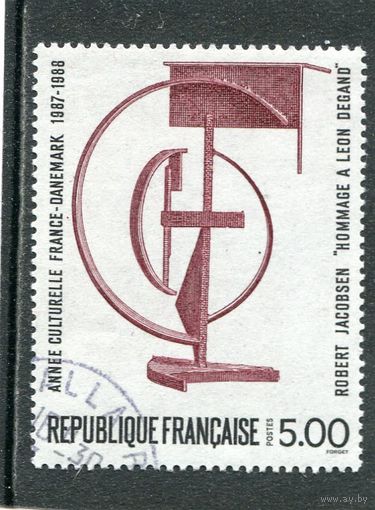 ANNEE CULTURELLE FRANCE-DANEMARK 1987-1988
ROBERT JACOBSEN "HOMMAGE A LEON DEGAND"
REPUBLIQUE FRANÇAISE POSTES 5.00
FORGET
www.ay.by